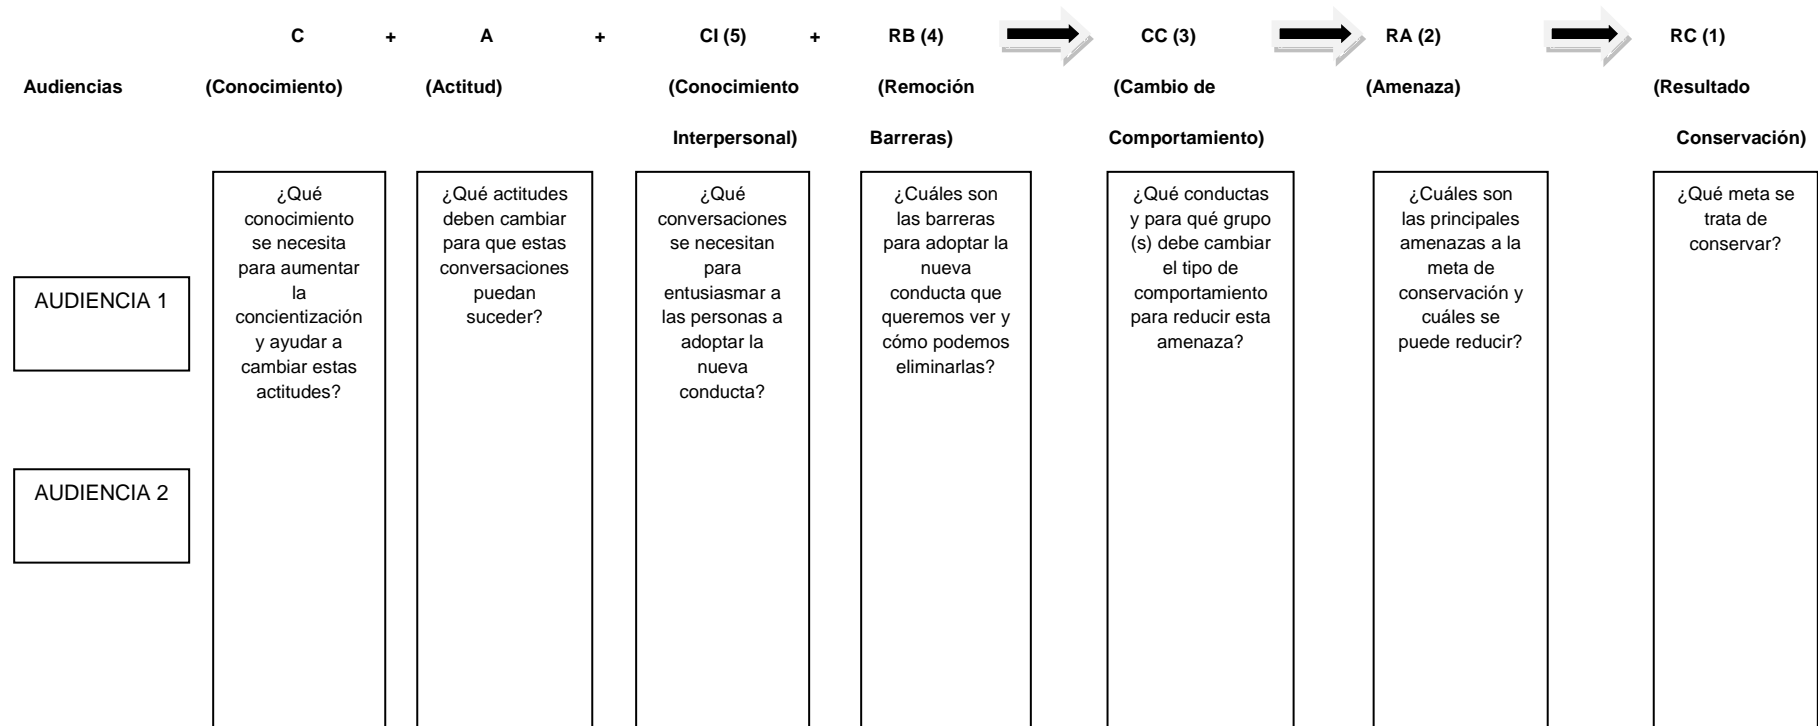 C + A + CI (5) + RB (4) CC (3) RA (2) RC (1)
Audiencias (Conocimiento) (Actitud) (Conocimiento (Remoción (Cambio de (Amenaza) (Resultado
Interpersonal) Barreras) Comportamiento) Conservación)
¿Qué
conocimiento
se necesita
para aumentar
la
concientización
y ayudar a
cambiar estas
actitudes?
¿Qué actitudes
deben cambiar
para que estas
conversaciones
puedan
suceder?
¿Qué
conversaciones
se necesitan
para
entusiasmar a
las personas a
adoptar la
nueva
conducta?
¿Cuáles son
las barreras
para adoptar la
nueva
conducta que
queremos ver y
cómo podemos
eliminarlas?
¿Qué conductas
y para qué grupo
(s) debe cambiar
el tipo de
comportamiento
para reducir esta
amenaza?
¿Cuáles son
las principales
amenazas a la
meta de
conservación y
cuáles se
puede reducir?
¿Qué meta se
trata de
conservar?
AUDIENCIA 1
AUDIENCIA 2